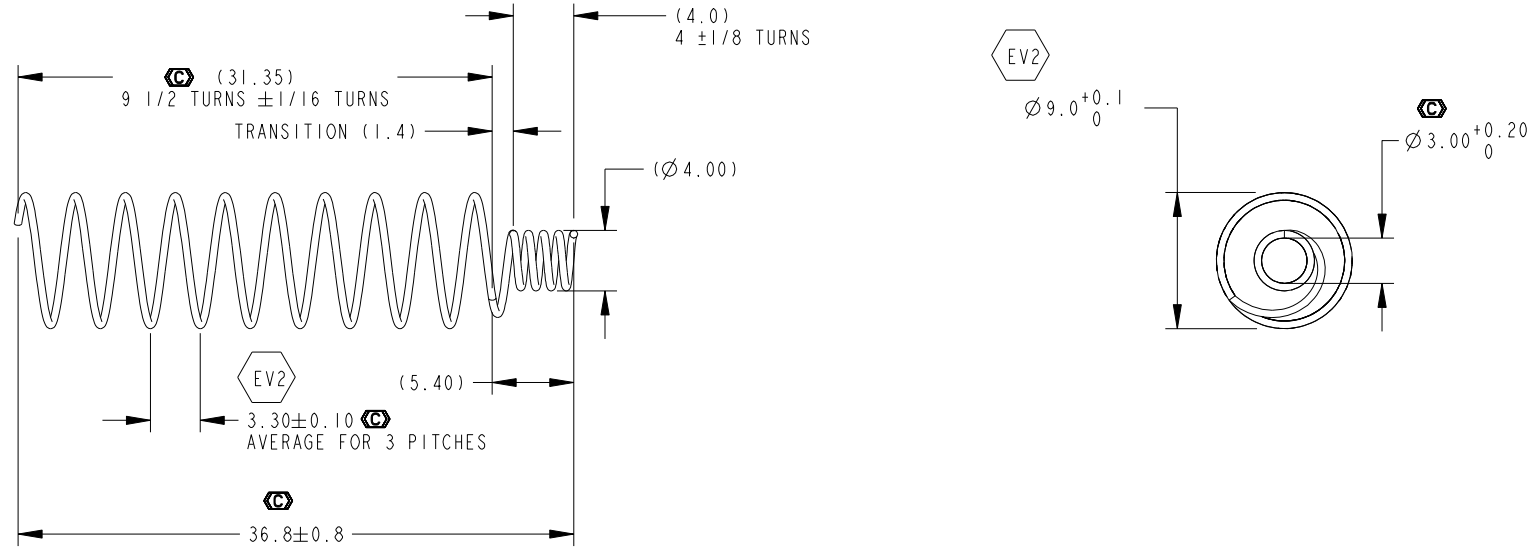 (4.0)
4 ±1/8 TURNS
C (31.35)
9 1/2 TURNS ±1/16 TURNS
TRANSITION (1.4)
(Ø4.00)
EV2
(5.40)
3.30±0.10 C
AVERAGE FOR 3 PITCHES
C
36.8±0.8
EV2
Ø9.0 +0.1 0
C
Ø3.00 +0.20 0